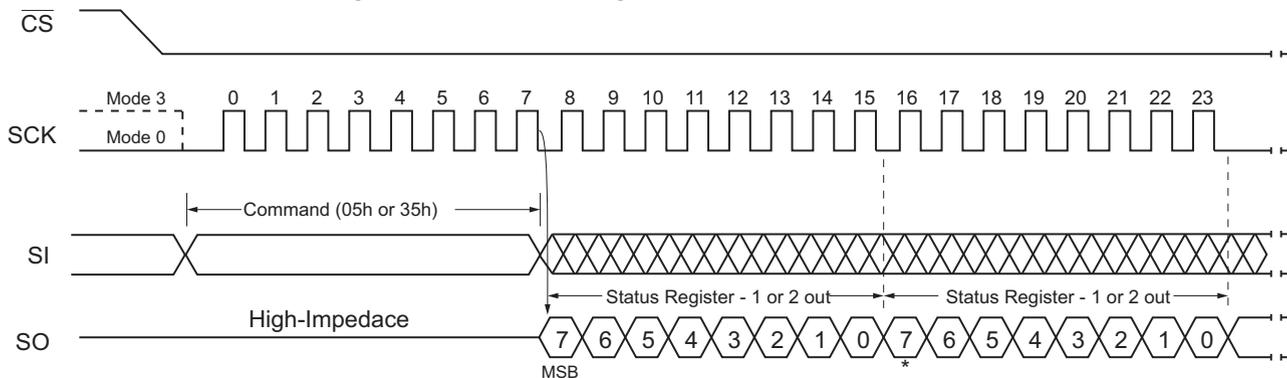 CS
Mode 3
0 1 2 3 4 5 6 7 8 9 10 11 12 13 14 15 16 17 18 19 20 21 22 23
SCK
Mode 0
Command (05h or 35h)
SI
Status Register - 1 or 2 out
Status Register - 1 or 2 out
High-Impedace
SO
7 6 5 4 3 2 1 0 7 6 5 4 3 2 1 0
MSB
*